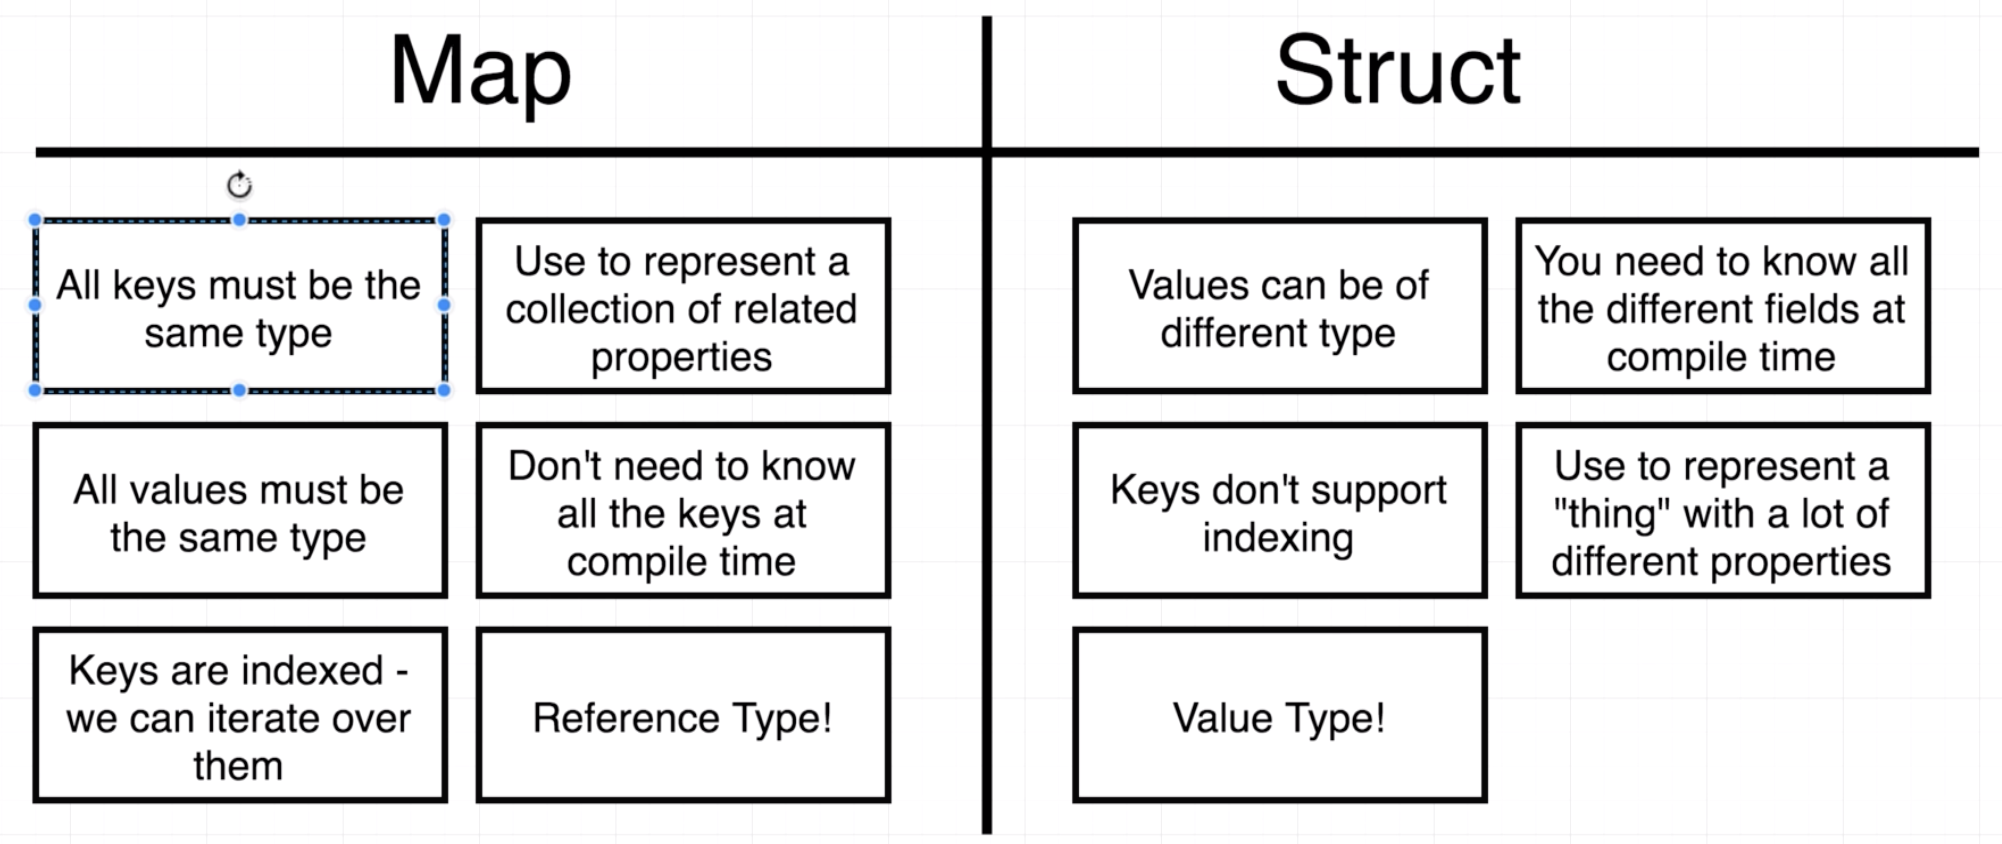 Map
Struct
All keys must be the
same type
Use to represent a
collection of related
properties
Values can be of
different type
You need to know all
the different fields at
compile time
All values must be
the same type
Don't need to know
all the keys at
compile time
Keys don't support
indexing
Use to represent a
"thing" with a lot of
different properties
Keys are indexed -
we can iterate over
them
Reference Type!
Value Type!